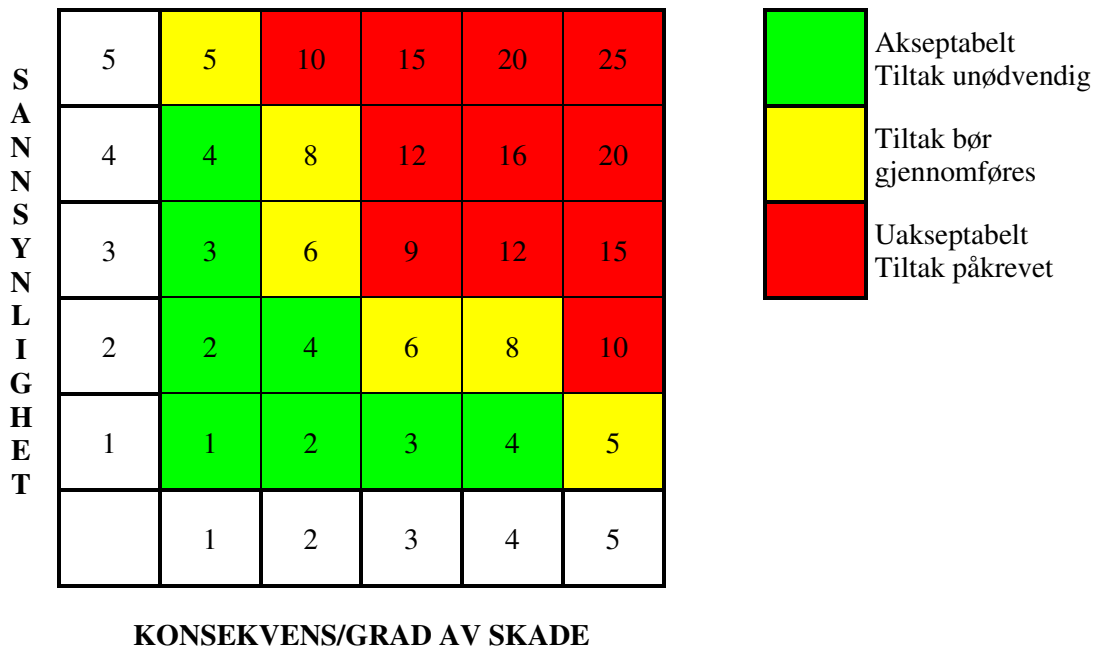 SANNSYNLIGHET
5 5 10 15 20 25
4 4 8 12 16 20
3 3 6 9 12 15
2 2 4 6 8 10
1 1 2 3 4 5
1 2 3 4 5
KONSEKVENS/GRAD AV SKADE
Akseptabelt
Tiltak unødvendig
Tiltak bør
gjennomføres
Uakseptabelt
Tiltak påkrevet